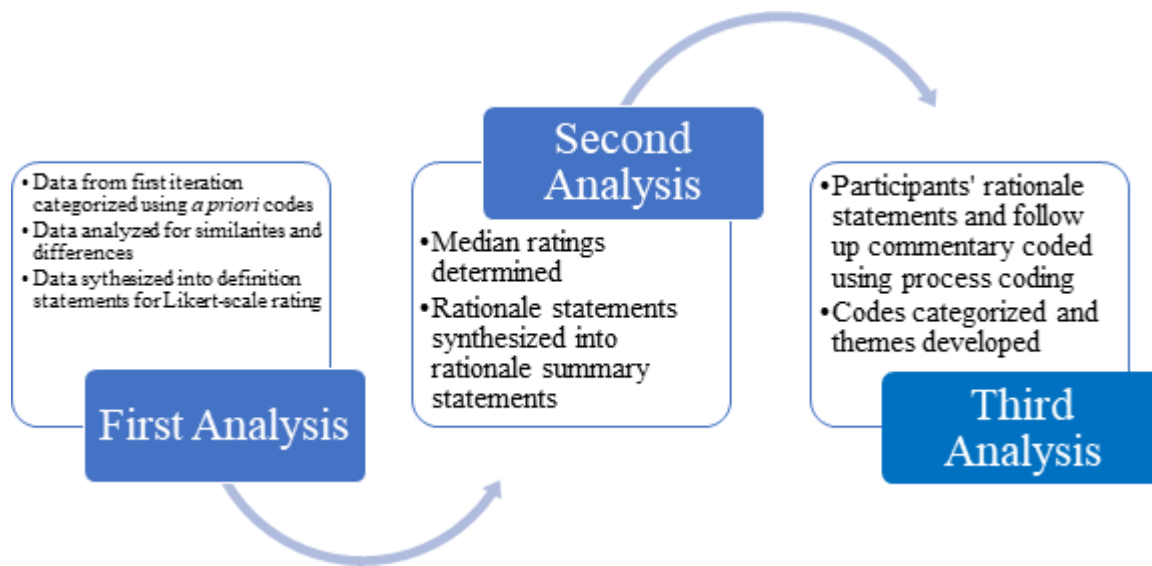 • Data from first iteration
categorized using a priori codes
• Data analyzed for similarites and
differences
• Data sythesized into definition
statements for Likert-scale rating
First Analysis
Second
Analysis
•Median ratings
determined
•Rationale statements
synthesized into
rationale summary
statements
•Participants' rationale
statements and follow
up commentary coded
using process coding
•Codes categorized and
themes developed
Third
Analysis